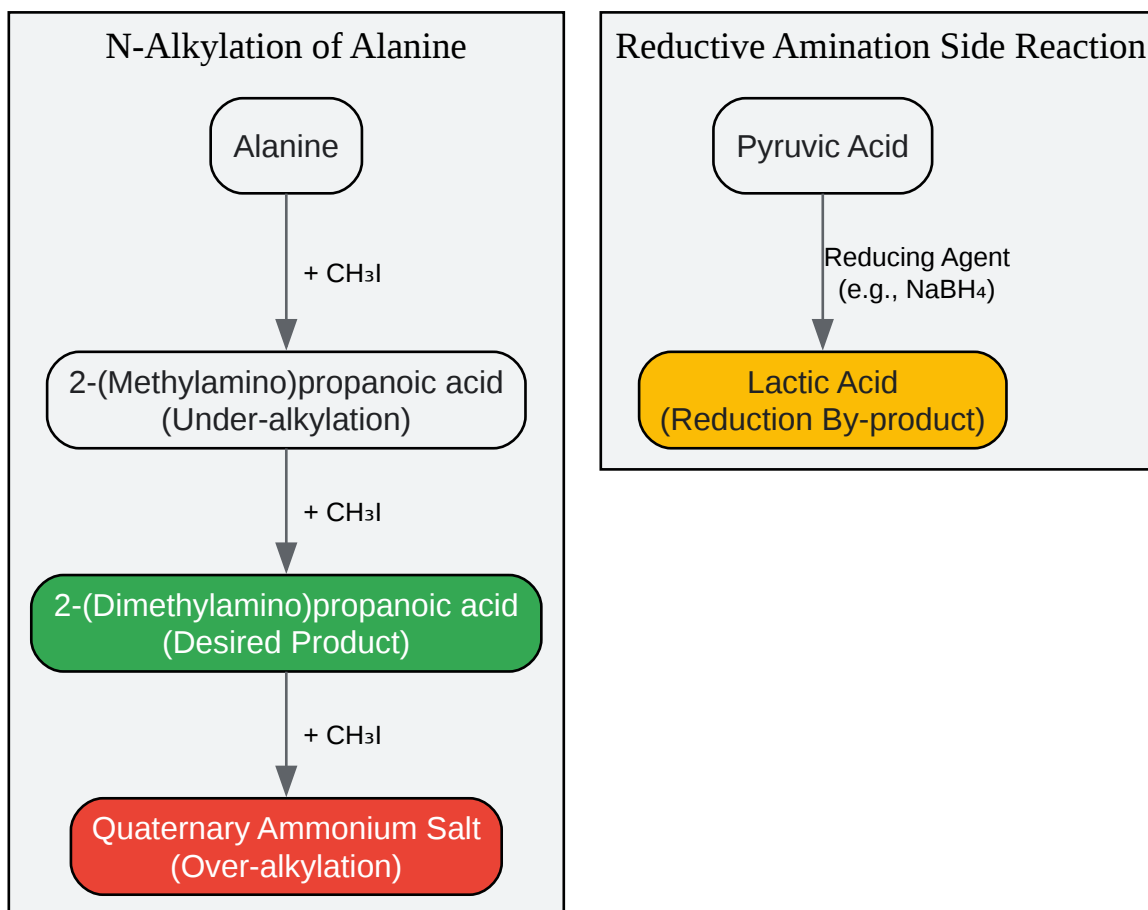 N-Alkylation of Alanine
Alanine
+ CH₃I
2-(Methylamino)propanoic acid
(Under-alkylation)
+ CH₃I
2-(Dimethylamino)propanoic acid
(Desired Product)
+ CH₃I
Quaternary Ammonium Salt
(Over-alkylation)
Reductive Amination Side Reaction
Pyruvic Acid
Reducing Agent
(e.g., NaBH₄)
Lactic Acid
(Reduction By-product)